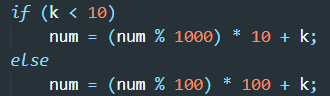 if (k < 10)
    num = (num % 1000) * 10 + k;
else
    num = (num % 100) * 100 + k;